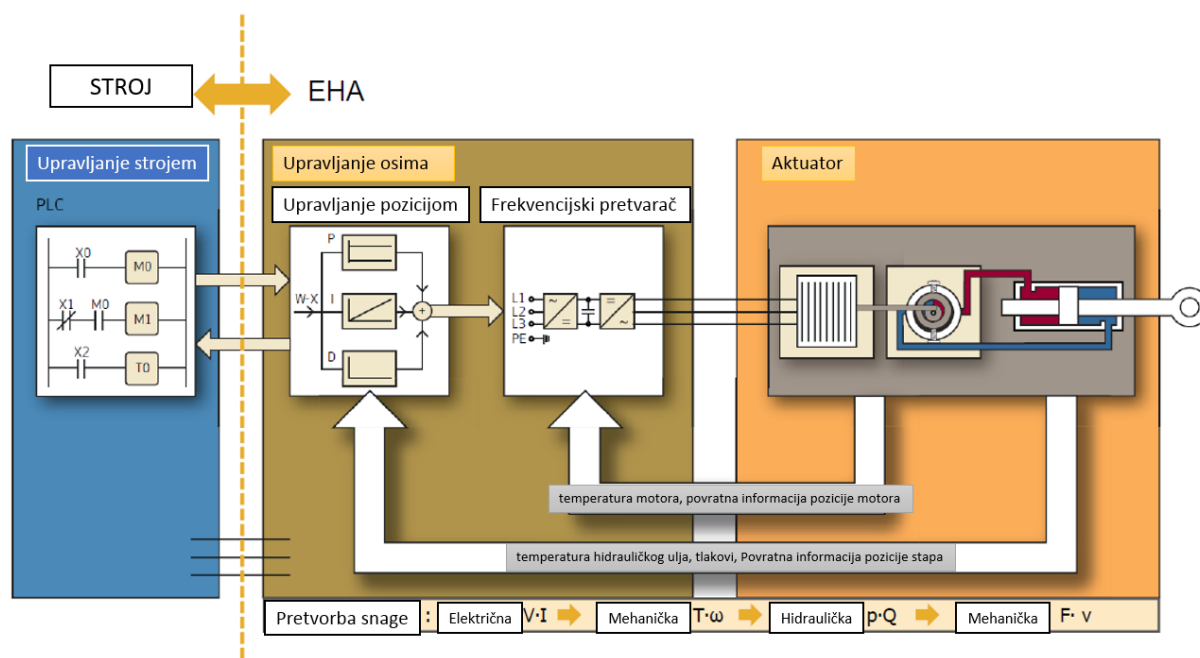 STROJ
EHA
Upravljanje strojem
Upravljanje osima
Aktuator
PLC
Upravljanje pozicijom
Frekvencijski pretvarač
X0
M0
X1
M0
M1
X2
T0
P
W-X
I
+
D
L1
L2
L3
PE
~
=
=
~
temperatura motora, povratna informacija pozicije motora
temperatura hidrauličkog ulja, tlakovi, Povratna informacija pozicije stapa
Pretvorba snage : Električna V·I Mehanička T·ω Hidraulička p·Q Mehanička F· v